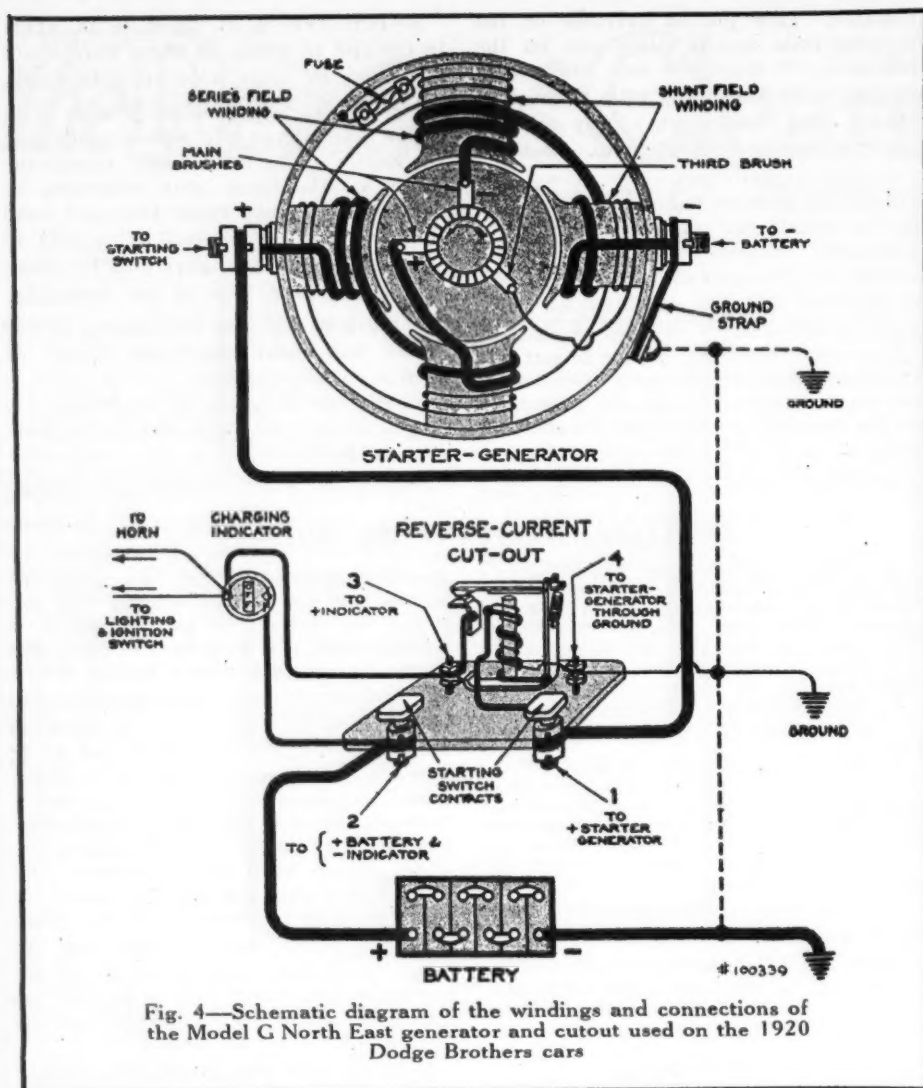 FUSE
SERIE'S FIELD
WINDING
SHUNT FIELD
WINDING
MAIN
BRUSHES
THIRD BRUSH
+
−
TO
STARTING
SWITCH
−
+
TO −
BATTERY
GROUND
STRAP
GROUND
STARTER-GENERATOR
TO
HORN
CHARGING
INDICATOR
REVERSE-CURRENT
CUT-OUT
3
TO
+INDICATOR
4
TO
STARTER-
GENERATOR
THROUGH
GROUND
TO
LIGHTING
& IGNITION
SWITCH
GROUND
STARTING
SWITCH
CONTACTS
2
TO { + BATTERY &
− INDICATOR
1
TO
+ STARTER
GENERATOR
+
−
BATTERY
#100339
Fig. 4—Schematic diagram of the windings and connections of
the Model G North East generator and cutout used on the 1920
Dodge Brothers cars